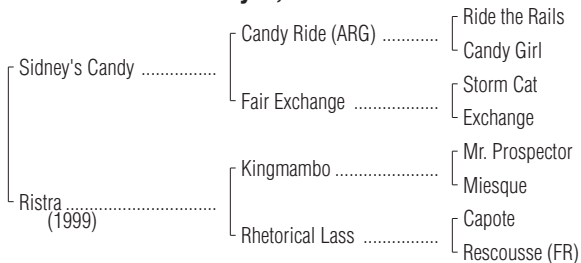 Ride the Rails
Candy Ride (ARG) ............
Candy Girl
Sidney's Candy ................
Storm Cat
Fair Exchange ..................
Exchange
Mr. Prospector
Kingmambo ......................
Miesque
Ristra ................................
(1999)
Capote
Rhetorical Lass ................
Rescousse (FR)